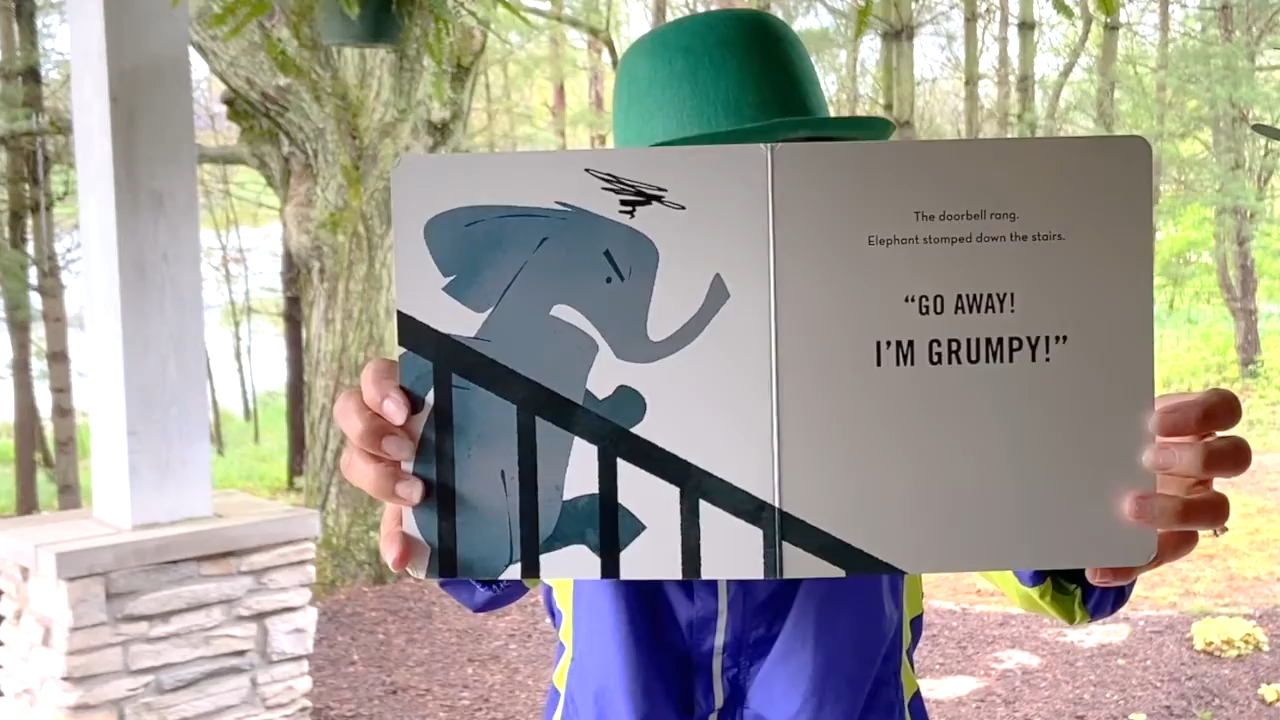 The doorbell rang.
Elephant stomped down the stairs.
“GO AWAY!
I’M GRUMPY!”